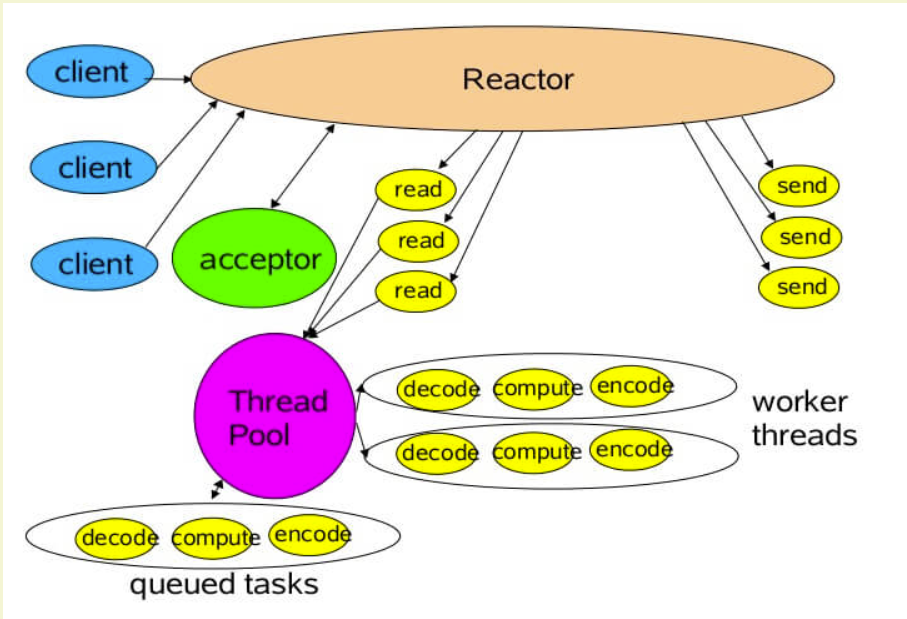 client
Reactor
client
client
acceptor
read
read
read
send
send
send
Thread
Pool
decode compute encode
decode compute encode
worker
threads
decode compute encode
queued tasks